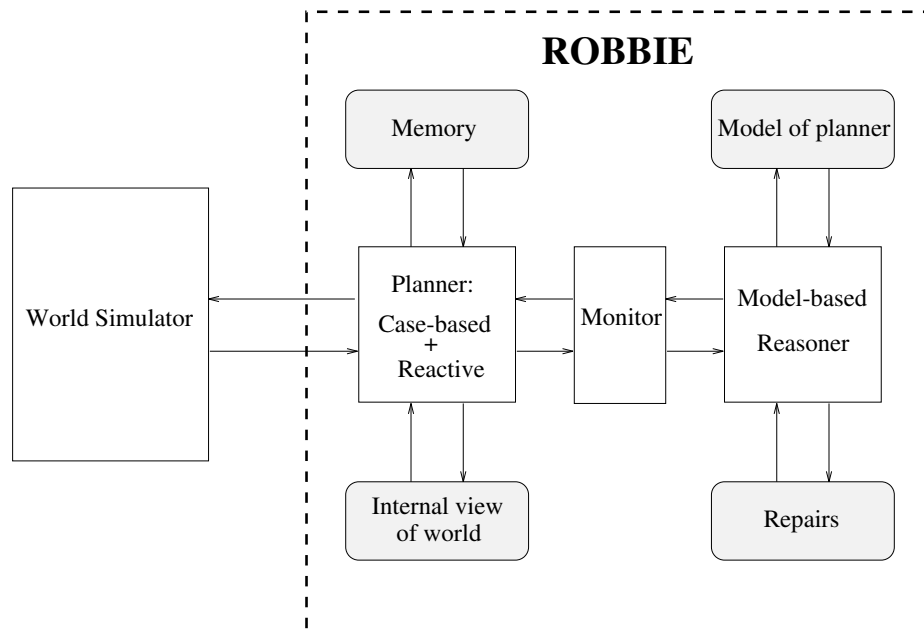 ROBBIE
Memory
Model of planner
World Simulator
Planner:
Case-based
+
Reactive
Monitor
Model-based
Reasoner
Internal view
of world
Repairs